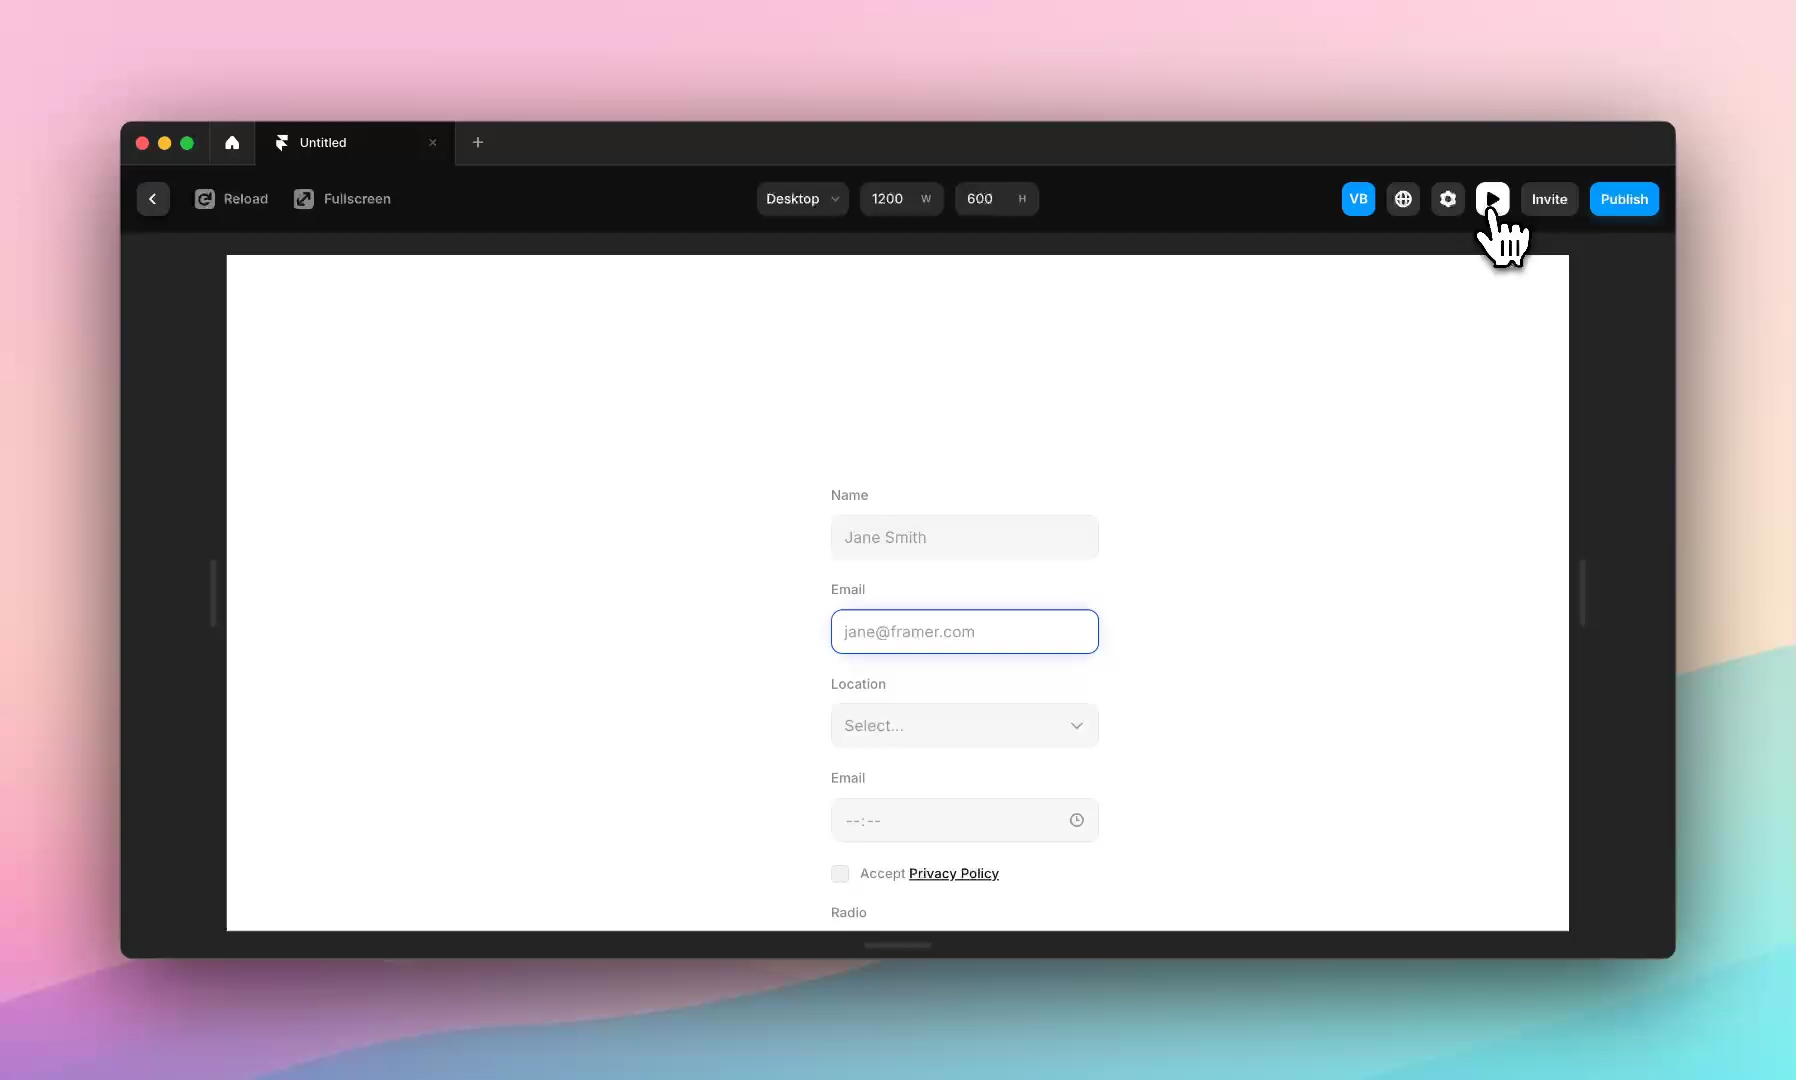 Untitled
Reload Fullscreen Desktop 1200 W 600 H VB Invite Publish
Name
Jane Smith
Email
jane@framer.com
Location
Select...
Email
--:--
Accept Privacy Policy
Radio